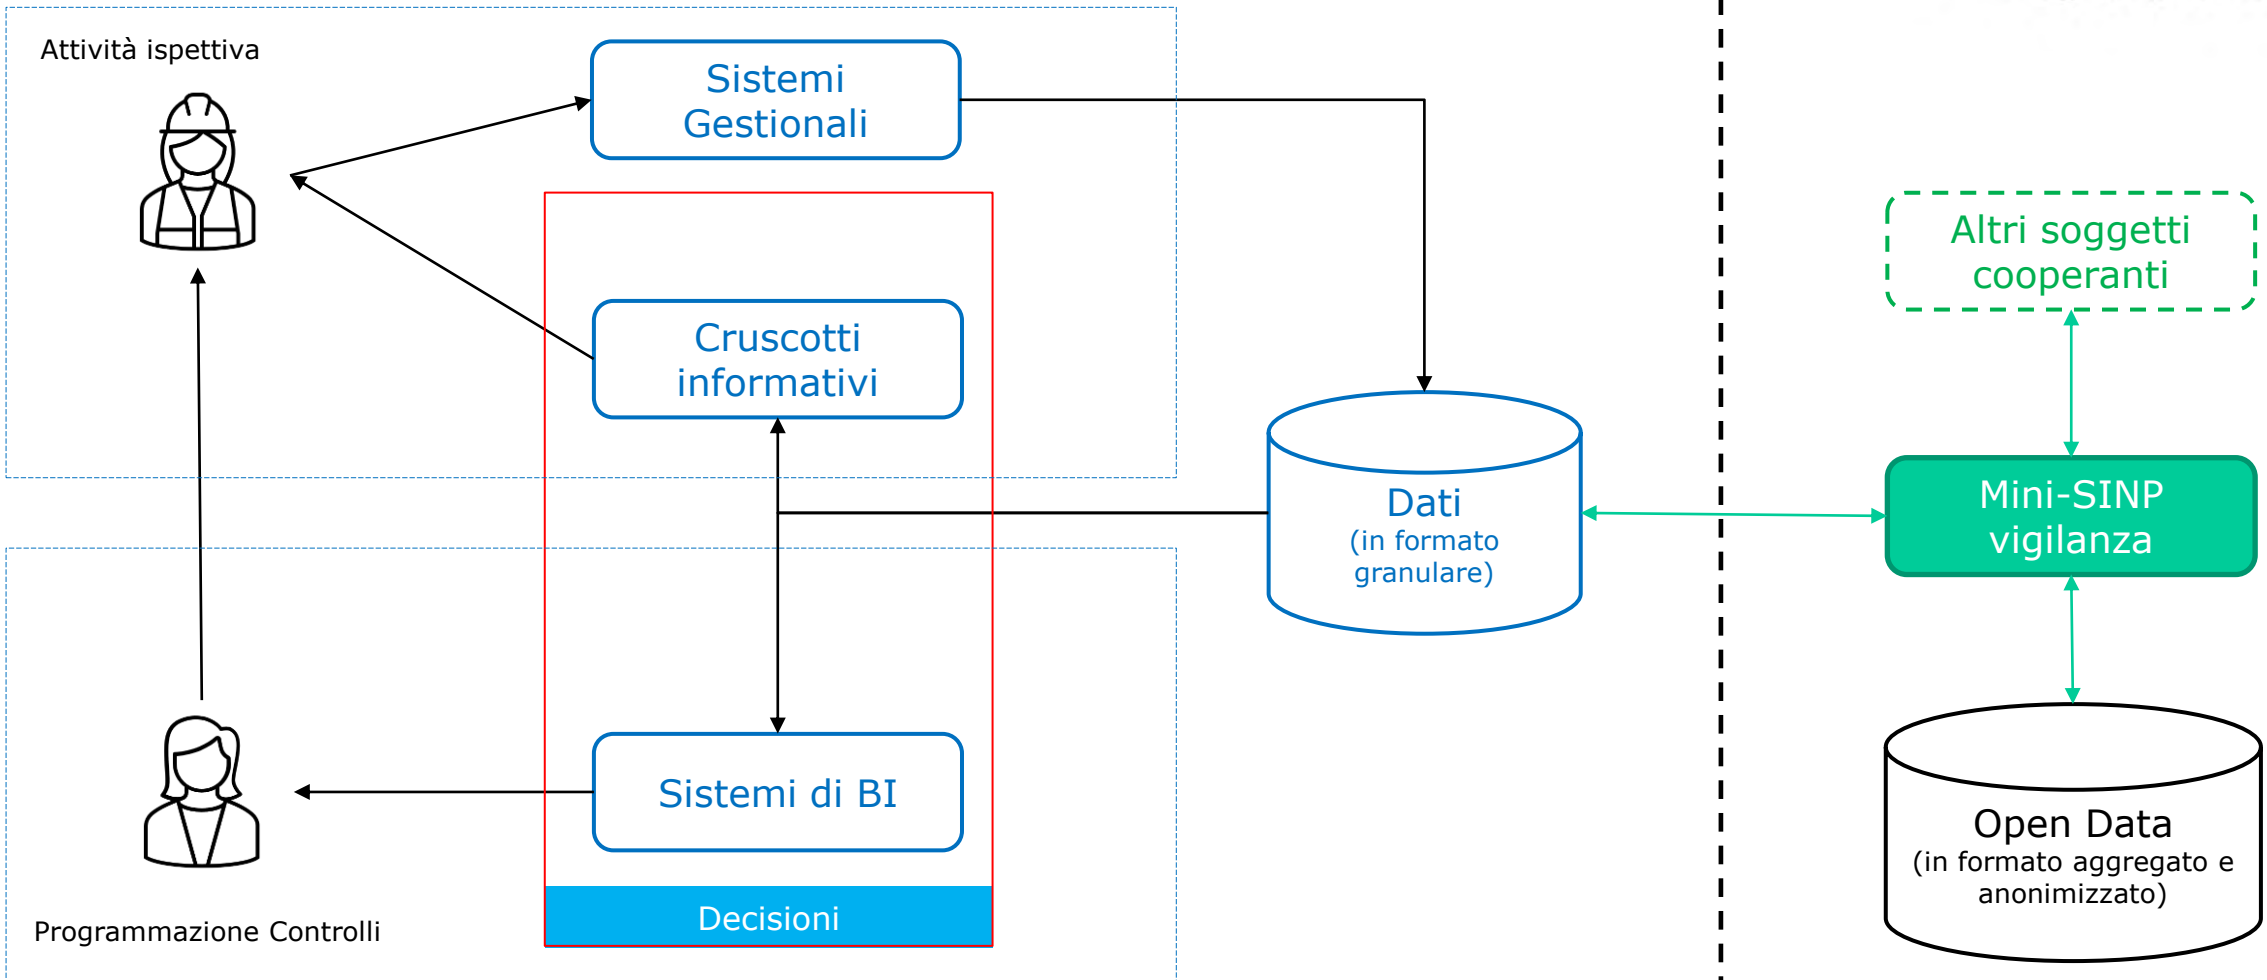 Attività ispettiva
Sistemi
Gestionali
Cruscotti
informativi
Dati
(in formato
granulare)
Altri soggetti
cooperanti
Mini-SINP
vigilanza
Sistemi di BI
Decisioni
Programmazione Controlli
Open Data
(in formato aggregato e
anonimizzato)